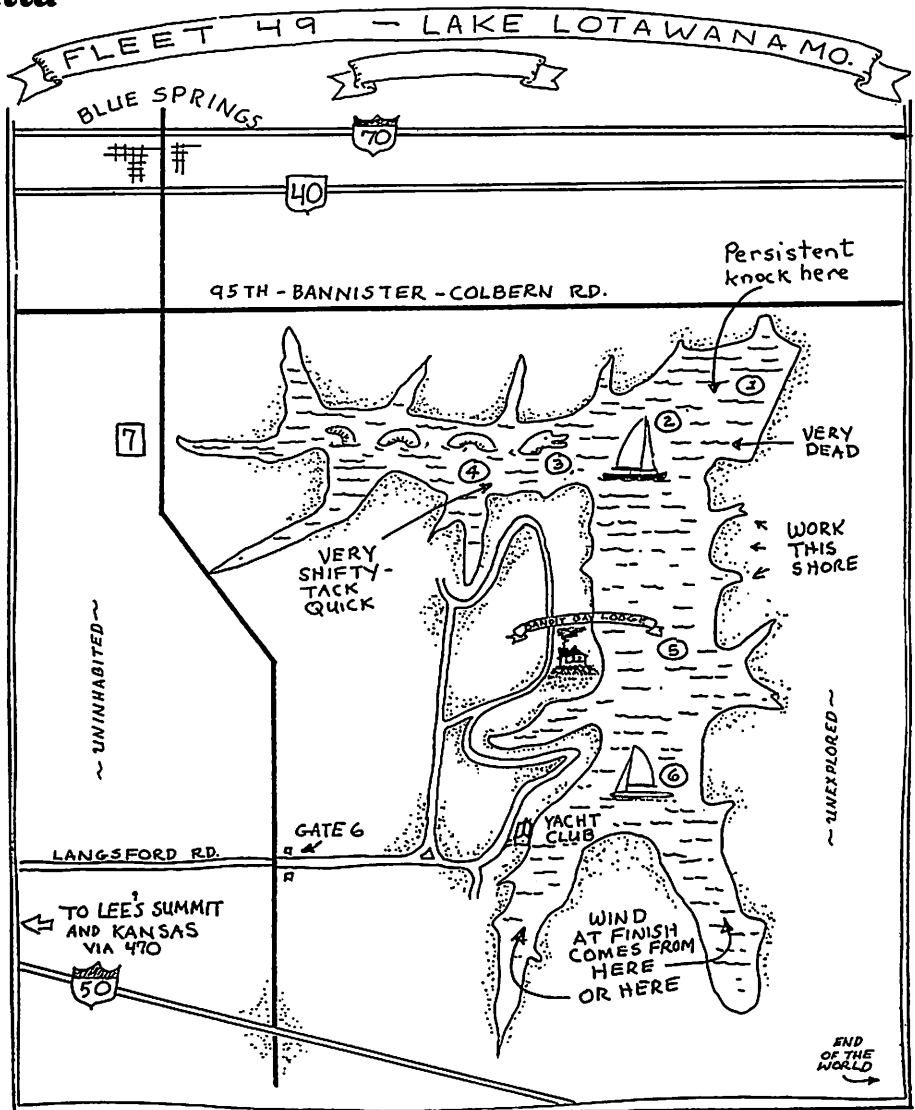 FLEET 49 - LAKE LOTAWANA MO.
BLUE SPRINGS
70
40
95TH - BANNISTER - COLBERN RD.
Persistent
knock here
1
2
7
VERY
DEAD
4
3
WORK
THIS
SHORE
VERY
SHIFTY-
TACK
QUICK
BANDIT BAY LODGE
5
~ UNINHABITED ~
~ UNEXPLORED ~
6
YACHT
CLUB
GATE 6
LANGSFORD RD.
TO LEE'S SUMMIT
AND KANSAS
VIA 470
50
WIND
AT FINISH
COMES FROM
HERE
OR HERE
END
OF THE
WORLD